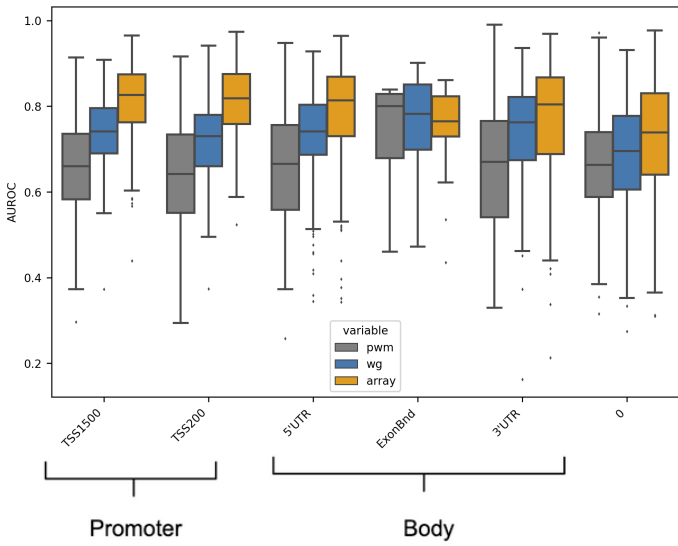 1.0
0.8
0.6
0.4
0.2
AUROC
variable
pwm
wg
array
TSS1500
TSS200
5'UTR
ExonBnd
3'UTR
0
Promoter
Body